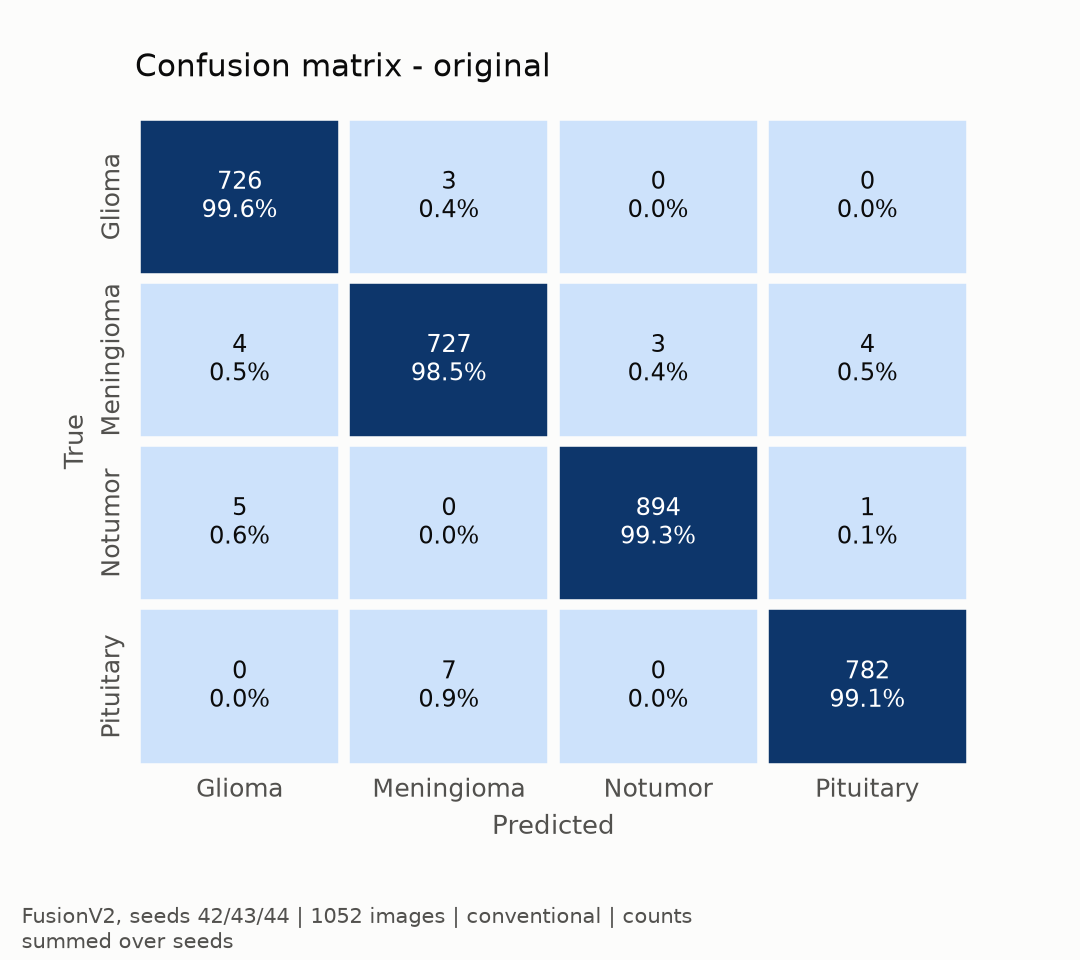 Confusion matrix - original
Glioma
726
99.6%
3
0.4%
0
0.0%
0
0.0%
Meningioma
4
0.5%
727
98.5%
3
0.4%
4
0.5%
True
Notumor
5
0.6%
0
0.0%
894
99.3%
1
0.1%
Pituitary
0
0.0%
7
0.9%
0
0.0%
782
99.1%
Glioma
Meningioma
Notumor
Pituitary
Predicted
FusionV2, seeds 42/43/44 | 1052 images | conventional | counts
summed over seeds